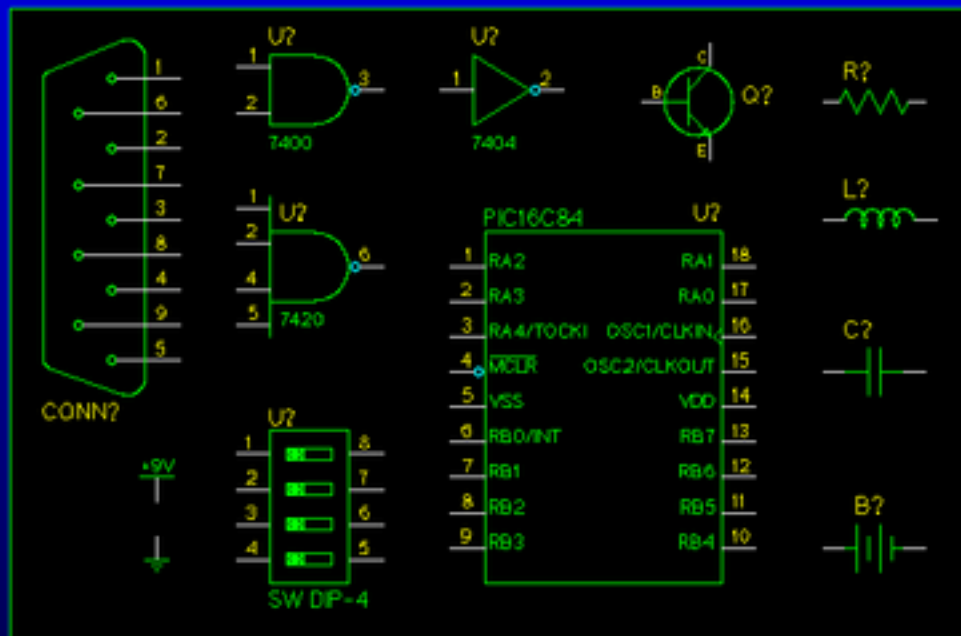 1
6
2
7
3
8
4
9
5
CONN?
U?
1
2
3
7400
U?
1
2
7404
C
B
E
Q?
R?
L?
C?
B?
U?
1
2
4
5
6
7420
PIC16C84 U?
1 RA2 RA1 18
2 RA3 RA0 17
3 RA4/TOCKI OSC1/CLKIN 16
4 MCLR OSC2/CLKOUT 15
5 VSS VDD 14
6 RB0/INT RB7 13
7 RB1 RB6 12
8 RB2 RB5 11
9 RB3 RB4 10
+9V
U?
1 8
2 7
3 6
4 5
SW DIP-4